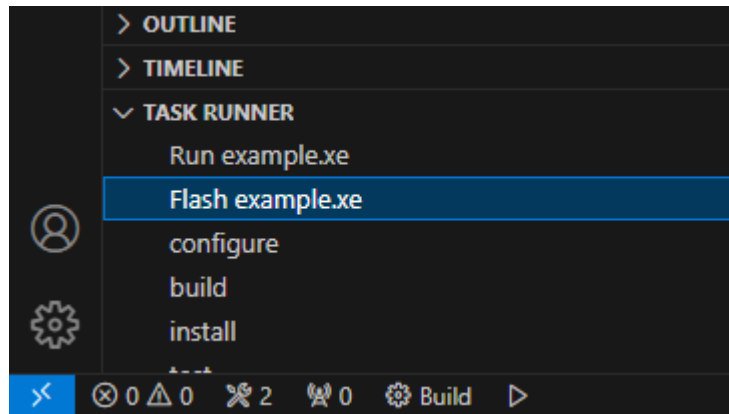 OUTLINE
TIMELINE
TASK RUNNER
Run example.xe
Flash example.xe
configure
build
install
0 0 2 0 Build